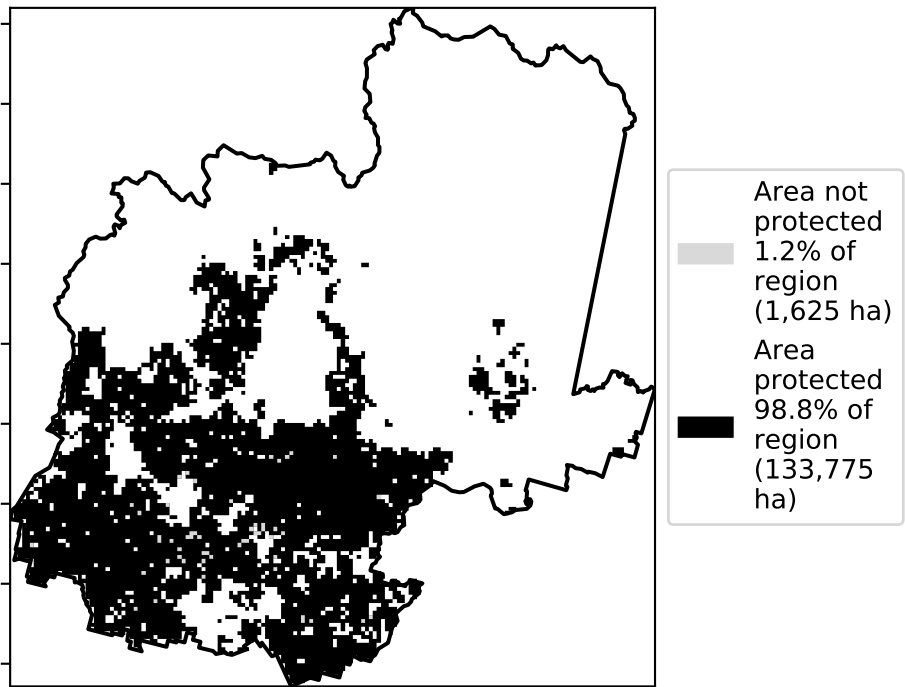 Area not
protected
1.2% of
region
(1,625 ha)
Area
protected
98.8% of
region
(133,775
ha)